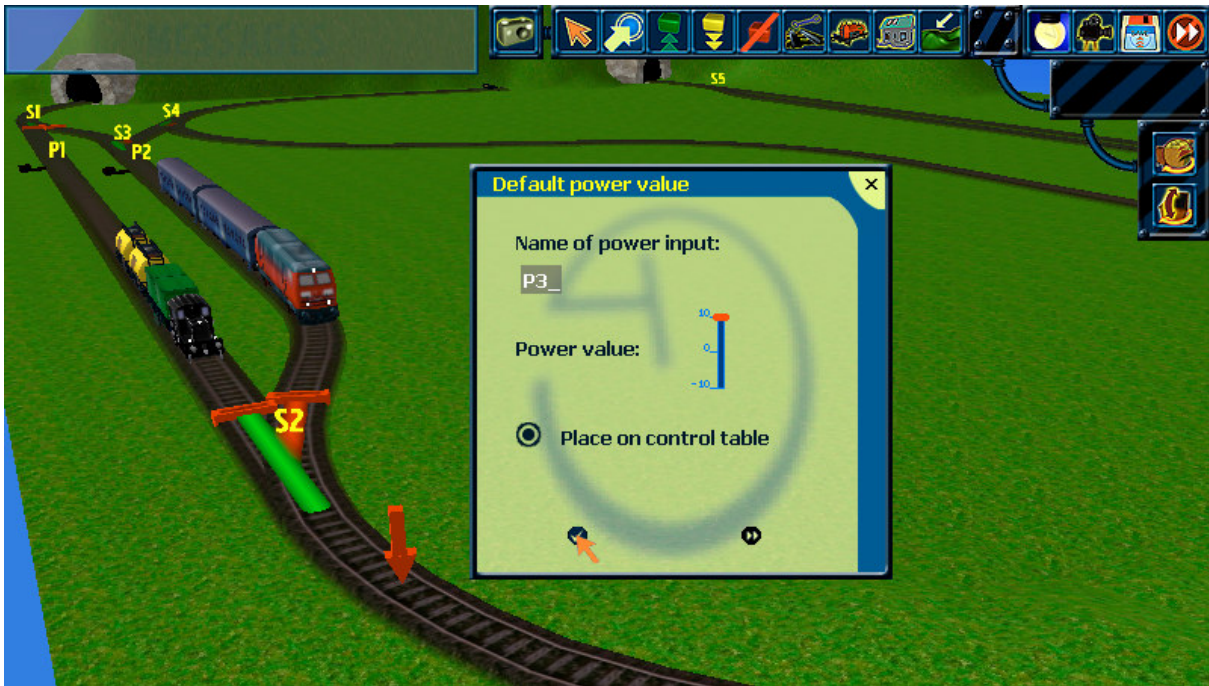 S5
S4
S1
S3
P1
P2
Default power value
Name of power input:
P3_
10
Power value:
0
-10
S2
Place on control table